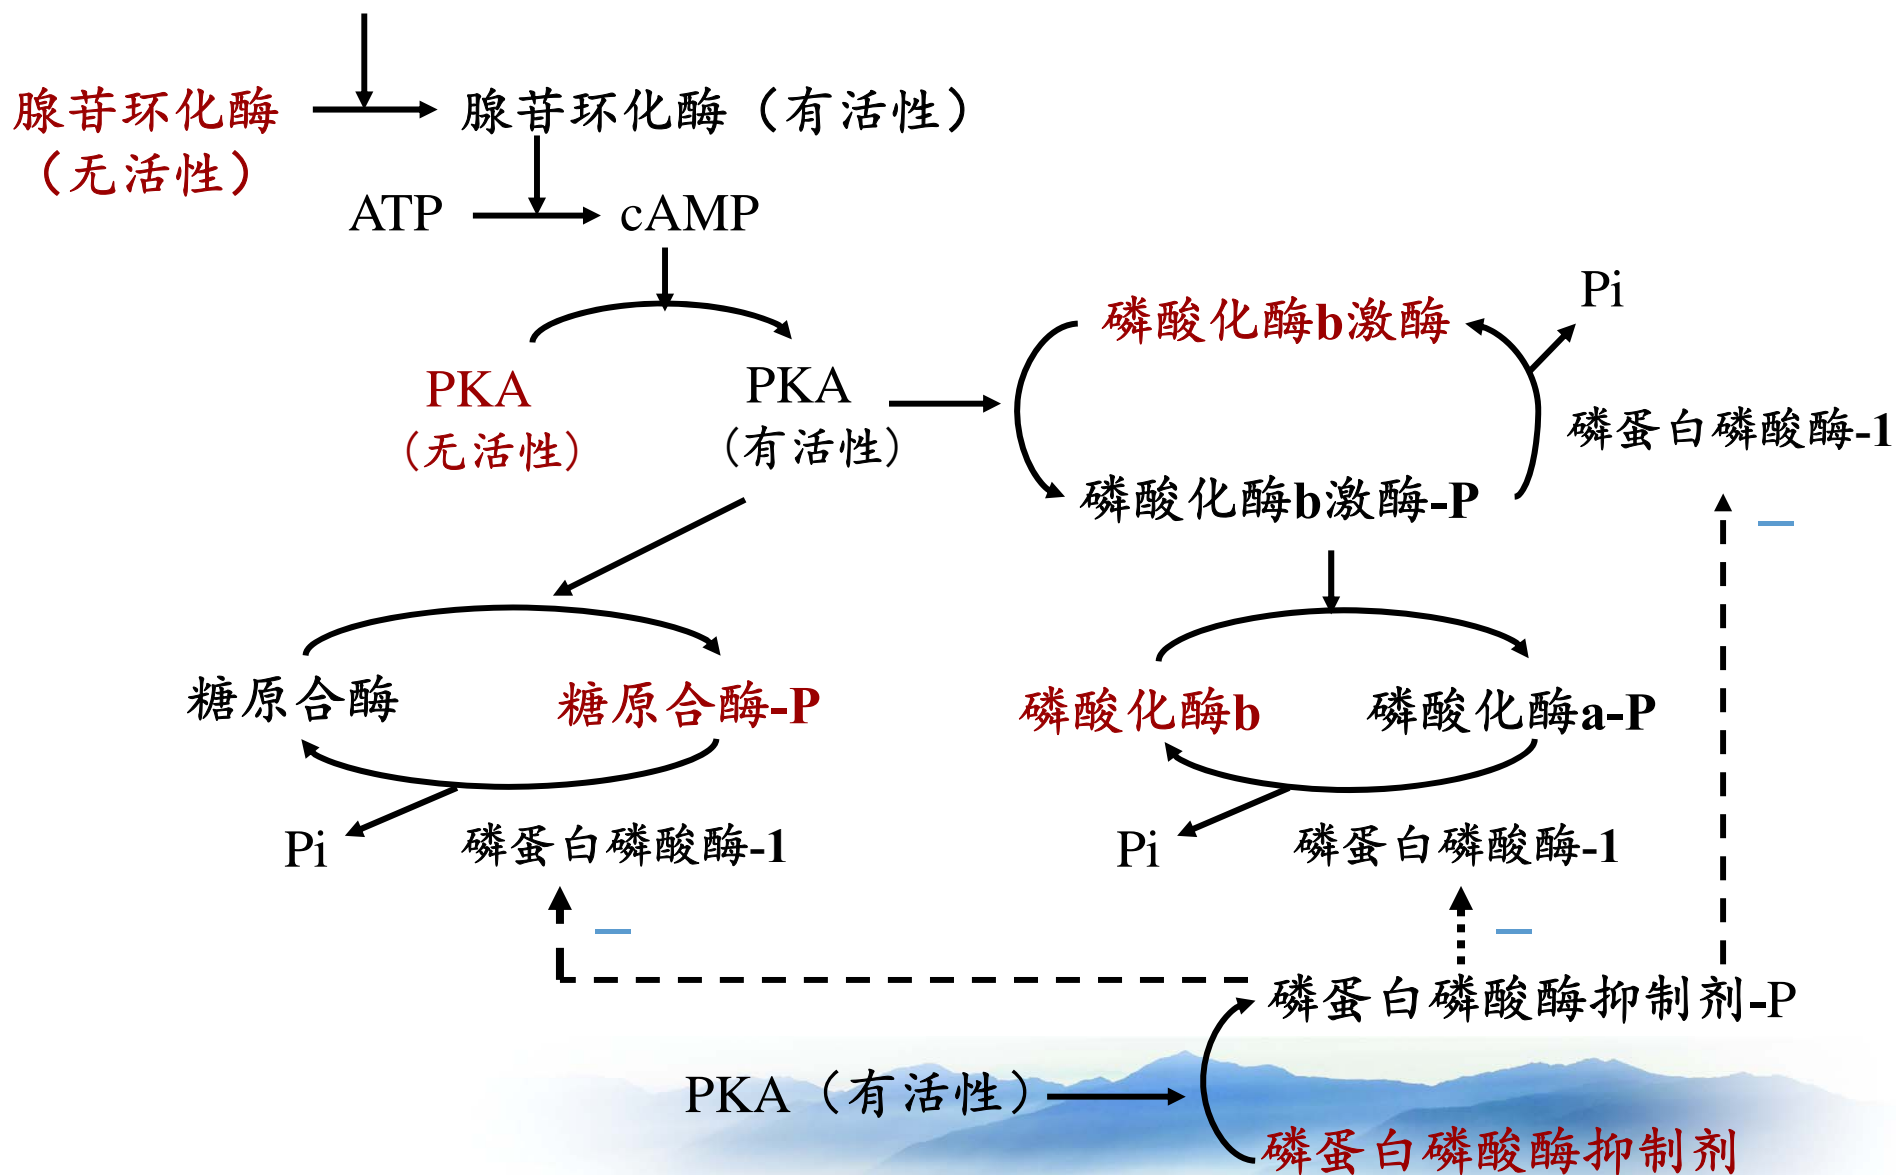 腺苷环化酶
（无活性）
腺苷环化酶（有活性）
ATP
cAMP
PKA
(无活性)
PKA
(有活性)
磷酸化酶b激酶
Pi
磷蛋白磷酸酶-1
磷酸化酶b激酶-P
糖原合酶
糖原合酶-P
磷酸化酶b
磷酸化酶a-P
Pi
磷蛋白磷酸酶-1
Pi
磷蛋白磷酸酶-1
磷蛋白磷酸酶抑制剂-P
PKA（有活性）
磷蛋白磷酸酶抑制剂